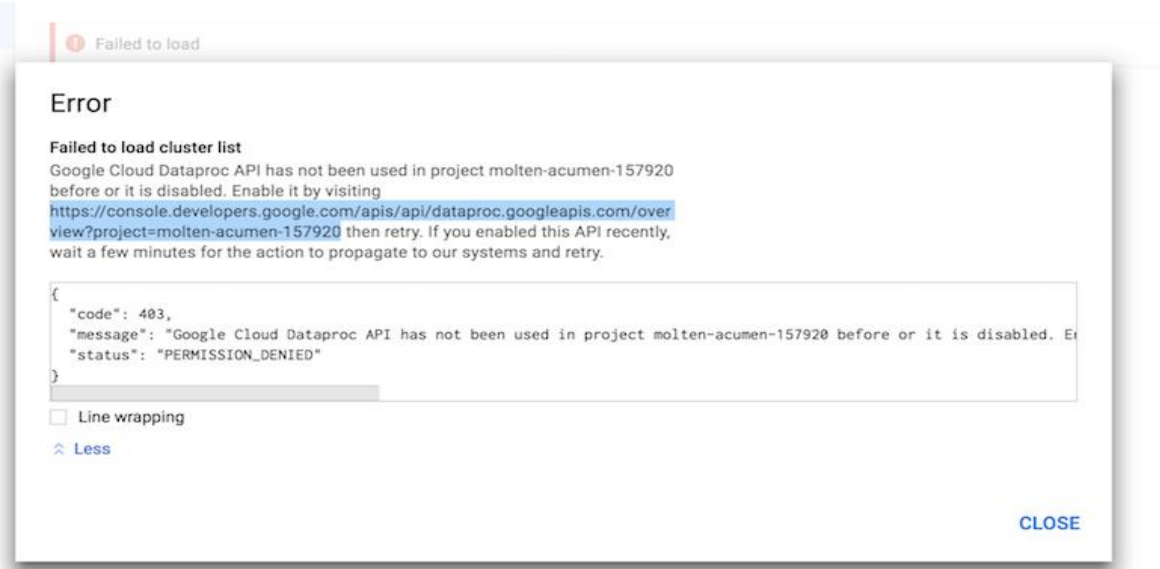 Failed to load
Error
Failed to load cluster list
Google Cloud Dataproc API has not been used in project molten-acumen-157920
before or it is disabled. Enable it by visiting
https://console.developers.google.com/apis/api/dataproc.googleapis.com/over
view?project=molten-acumen-157920 then retry. If you enabled this API recently,
wait a few minutes for the action to propagate to our systems and retry.
{
"code": 403,
"message": "Google Cloud Dataproc API has not been used in project molten-acumen-157920 before or it is disabled. E
"status": "PERMISSION_DENIED"
}
Line wrapping
Less
CLOSE